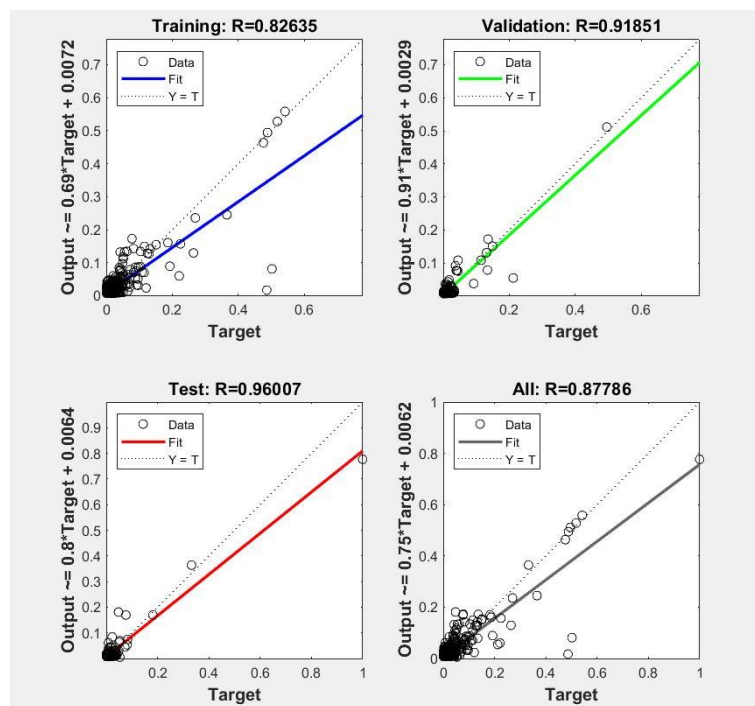 Training: R=0.82635
Output ~= 0.69*Target + 0.0072
0.7
0.6
0.5
0.4
0.3
0.2
0.1
0
Data
Fit
Y = T
0
0.2
0.4
0.6
Target
Validation: R=0.91851
Output ~= 0.91*Target + 0.0029
0.7
0.6
0.5
0.4
0.3
0.2
0.1
Data
Fit
Y = T
0.2
0.4
0.6
Target
Test: R=0.96007
Output ~= 0.8*Target + 0.0064
0.9
0.8
0.7
0.6
0.5
0.4
0.3
0.2
0.1
Data
Fit
Y = T
0.2
0.4
0.6
0.8
1
Target
All: R=0.87786
Output ~= 0.75*Target + 0.0062
1
0.8
0.6
0.4
0.2
0
Data
Fit
Y = T
0
0.2
0.4
0.6
0.8
1
Target